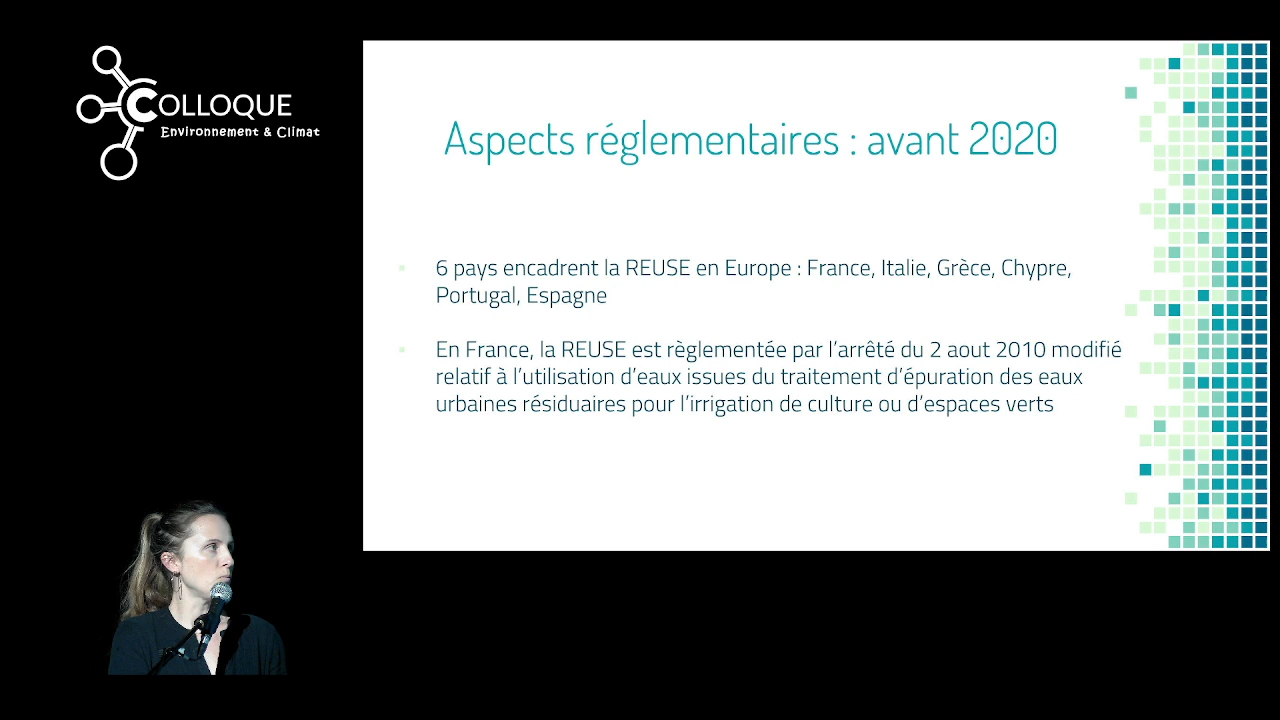 COLLOQUE
Environnement & Climat
Aspects réglementaires : avant 2020
6 pays encadrent la REUSE en Europe : France, Italie, Grèce, Chypre,
Portugal, Espagne
En France, la REUSE est règlementée par l’arrêté du 2 aout 2010 modifié
relatif à l’utilisation d’eaux issues du traitement d’épuration des eaux
urbaines résiduaires pour l’irrigation de culture ou d’espaces verts